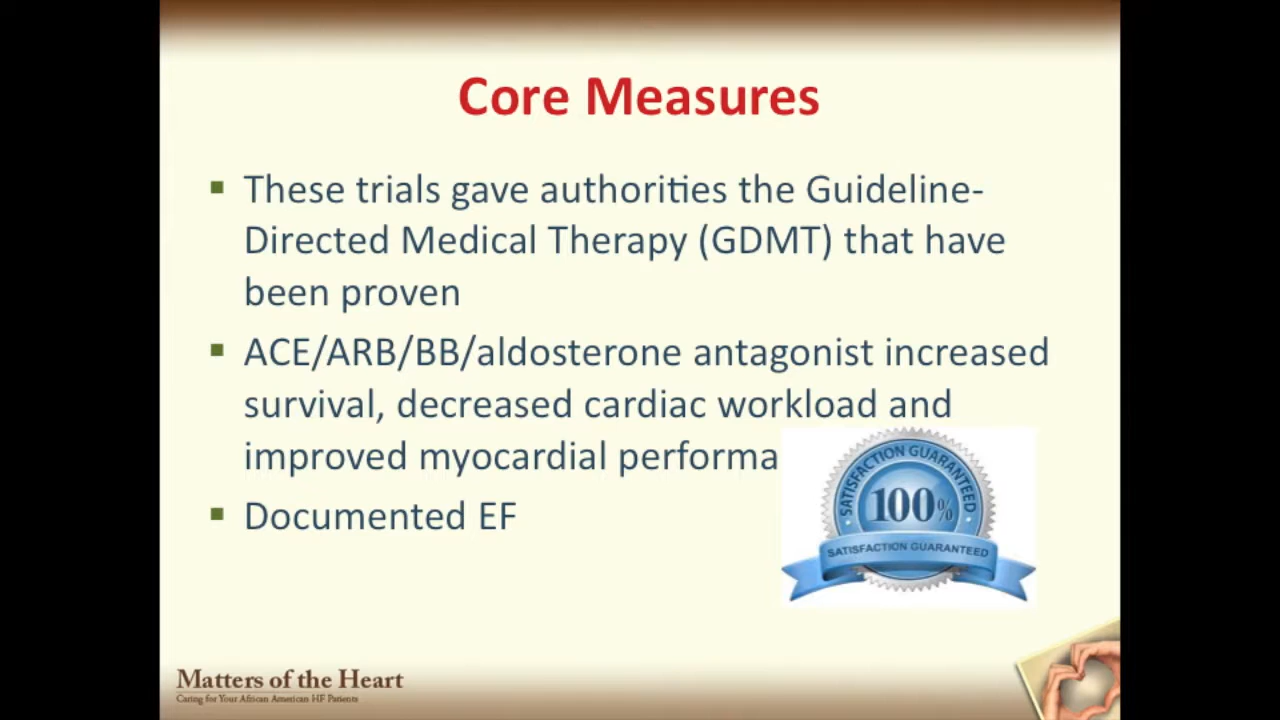 Core Measures
These trials gave authorities the Guideline-
Directed Medical Therapy (GDMT) that have
been proven
ACE/ARB/BB/aldosterone antagonist increased
survival, decreased cardiac workload and
improved myocardial performa
Documented EF
SATISFACTION GUARANTEED
100%
SATISFACTION GUARANTEED
Matters of the Heart
Caring for Your African American HF Patients